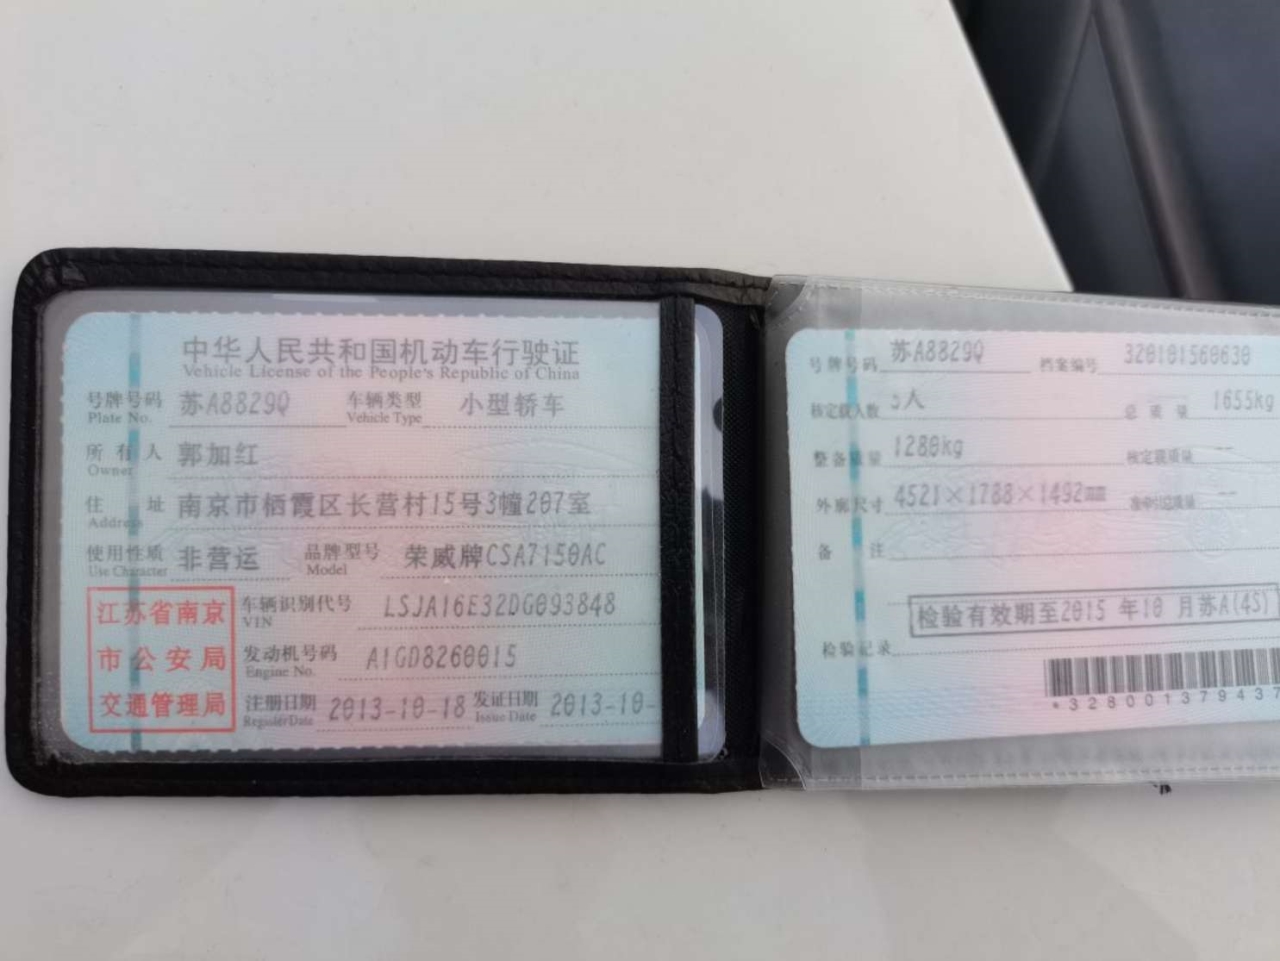 中华人民共和国机动车行驶证
Vehicle License of the People's Republic of China
号牌号码 苏A8829Q 车辆类型 小型轿车
Plate No. Vehicle Type
所有人 郭加红
Owner
住址 南京市栖霞区长营村15号3幢207室
Address
使用性质 非营运 品牌型号 荣威牌CSA7150AC
Use Character Model
江苏省南京
市公安局
交通管理局
车辆识别代号 LSJA16E32DG093848
VIN
发动机号码 A1GD8260015
Engine No.
注册日期 2013-10-18 发证日期 2013-10-
Register Date Issue Date
号牌号码 苏A8829Q 档案编号 320101560630
核定载人数 5人 总质量 1655kg
整备质量 1280kg 核定载质量 --
外廓尺寸 4521×1788×1492mm 准牵引总质量 --
备注
检验有效期至2015 年10 月苏A(4S)
检验记录
*328001379437